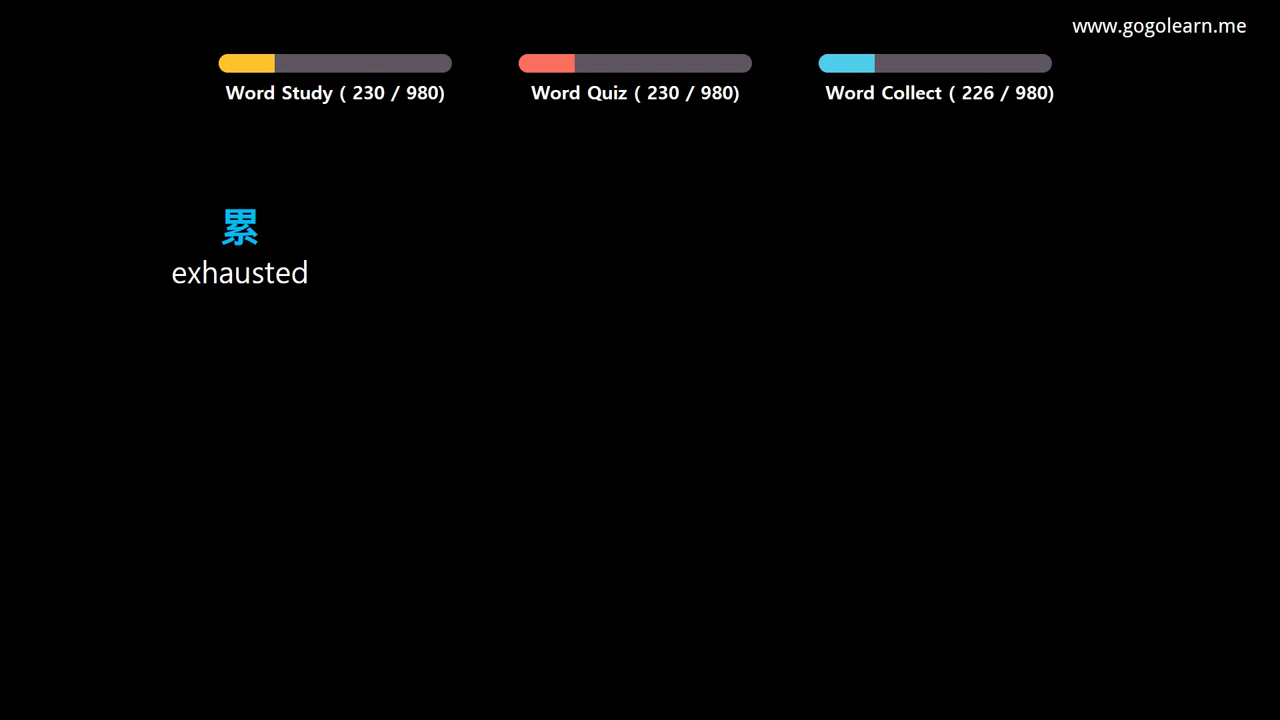 www.gogolearn.me
Word Study ( 230 / 980)
Word Quiz ( 230 / 980)
Word Collect ( 226 / 980)
累
exhausted